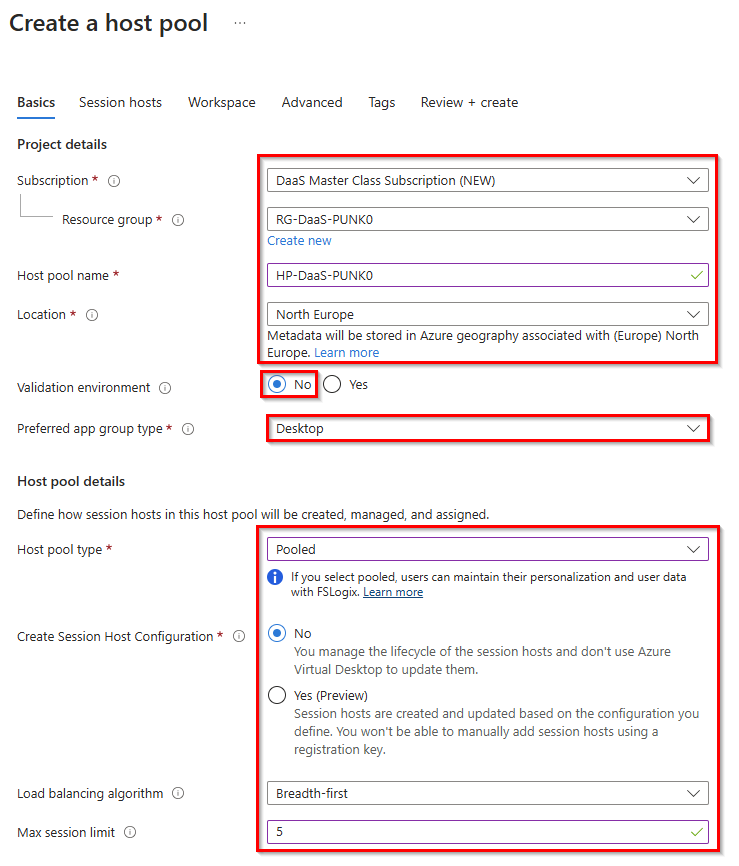 Create a host pool ...
Basics Session hosts Workspace Advanced Tags Review + create
Project details
Subscription *
DaaS Master Class Subscription (NEW)
Resource group *
RG-DaaS-PUNK0
Create new
Host pool name *
HP-DaaS-PUNK0
Location *
North Europe
Metadata will be stored in Azure geography associated with (Europe) North
Europe. Learn more
Validation environment
No Yes
Preferred app group type *
Desktop
Host pool details
Define how session hosts in this host pool will be created, managed, and assigned.
Host pool type *
Pooled
If you select pooled, users can maintain their personalization and user data
with FSLogix. Learn more
Create Session Host Configuration *
No
You manage the lifecycle of the session hosts and don't use Azure
Virtual Desktop to update them.
Yes (Preview)
Session hosts are created and updated based on the configuration you
define. You won't be able to manually add session hosts using a
registration key.
Load balancing algorithm
Breadth-first
Max session limit
5